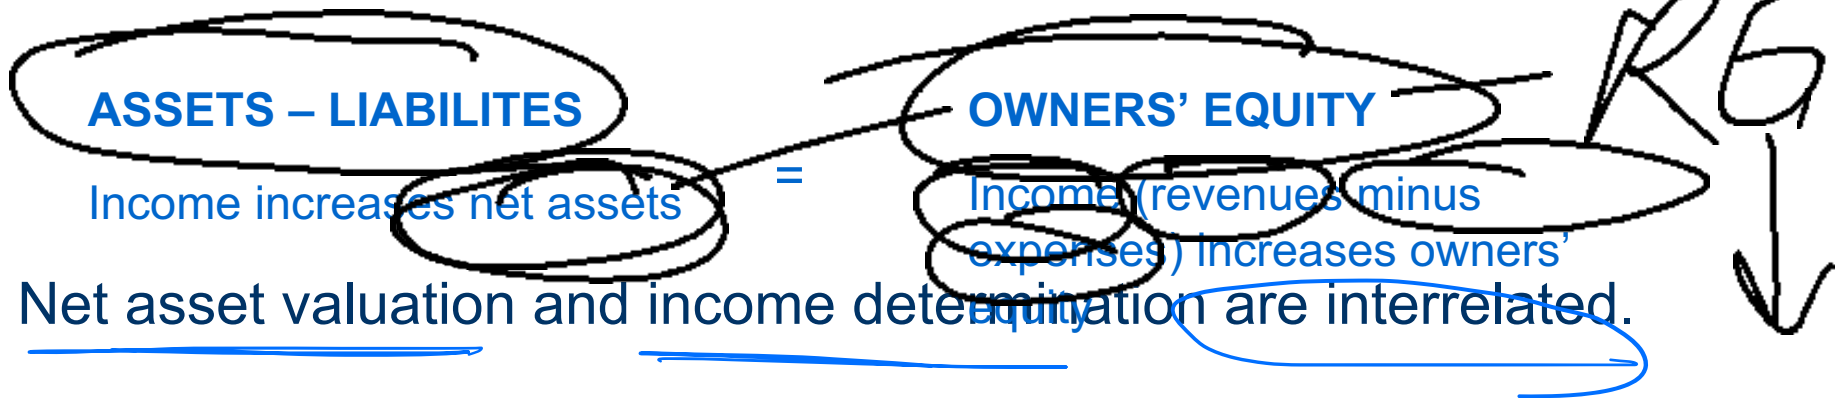 ASSETS – LIABILITES
Income increases net assets
=
OWNERS’ EQUITY
Income (revenues minus
expenses) increases owners’
equity
Net asset valuation and income determination are interrelated.
RG